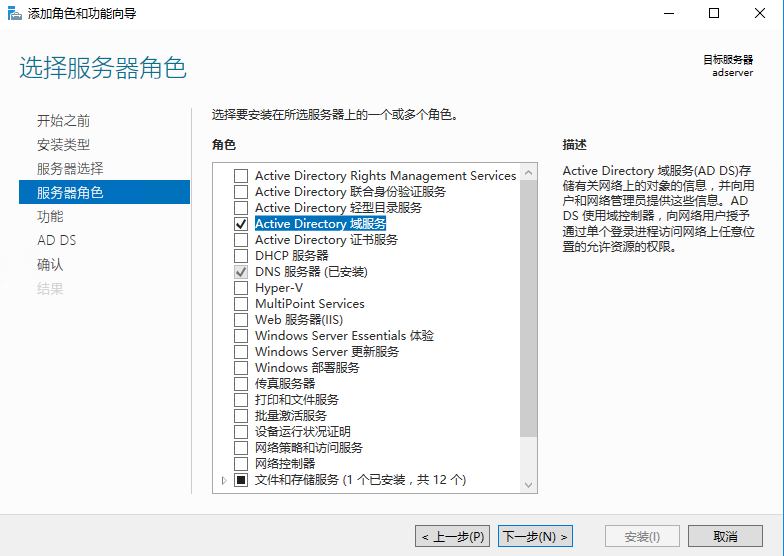 添加角色和功能向导
选择服务器角色
目标服务器
adserver
开始之前
安装类型
服务器选择
服务器角色
功能
AD DS
确认
结果
选择要安装在所选服务器上的一个或多个角色。
角色
Active Directory Rights Management Services
Active Directory 联合身份验证服务
Active Directory 轻型目录服务
Active Directory 域服务
Active Directory 证书服务
DHCP 服务器
DNS 服务器 (已安装)
Hyper-V
MultiPoint Services
Web 服务器(IIS)
Windows Server Essentials 体验
Windows Server 更新服务
Windows 部署服务
传真服务器
打印和文件服务
批量激活服务
设备运行状况证明
网络策略和访问服务
网络控制器
文件和存储服务 (1 个已安装，共 12 个)
描述
Active Directory 域服务(AD DS)存
储有关网络上的对象的信息，并向用
户和网络管理员提供这些信息。AD
DS 使用域控制器，向网络用户授予
通过单个登录进程访问网络上任意位
置的允许资源的权限。
< 上一步(P)
下一步(N) >
安装(I)
取消